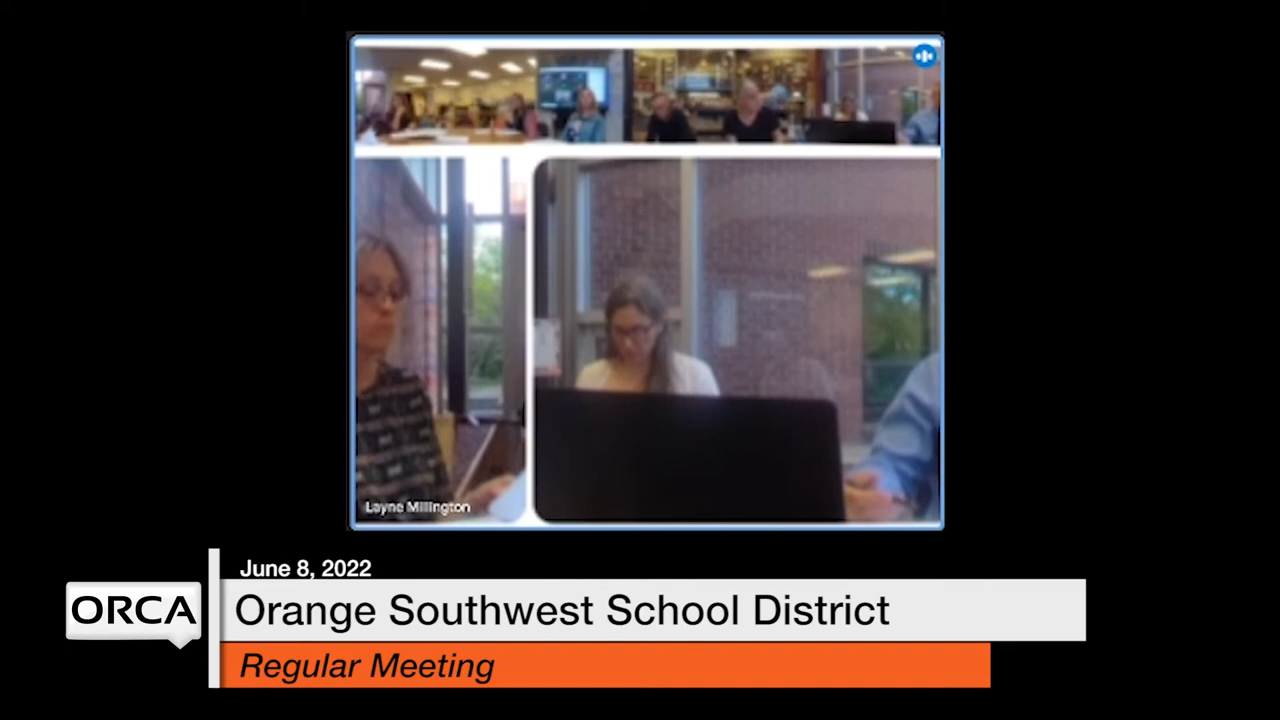 Layne Millington
June 8, 2022
ORCA
Orange Southwest School District
Regular Meeting